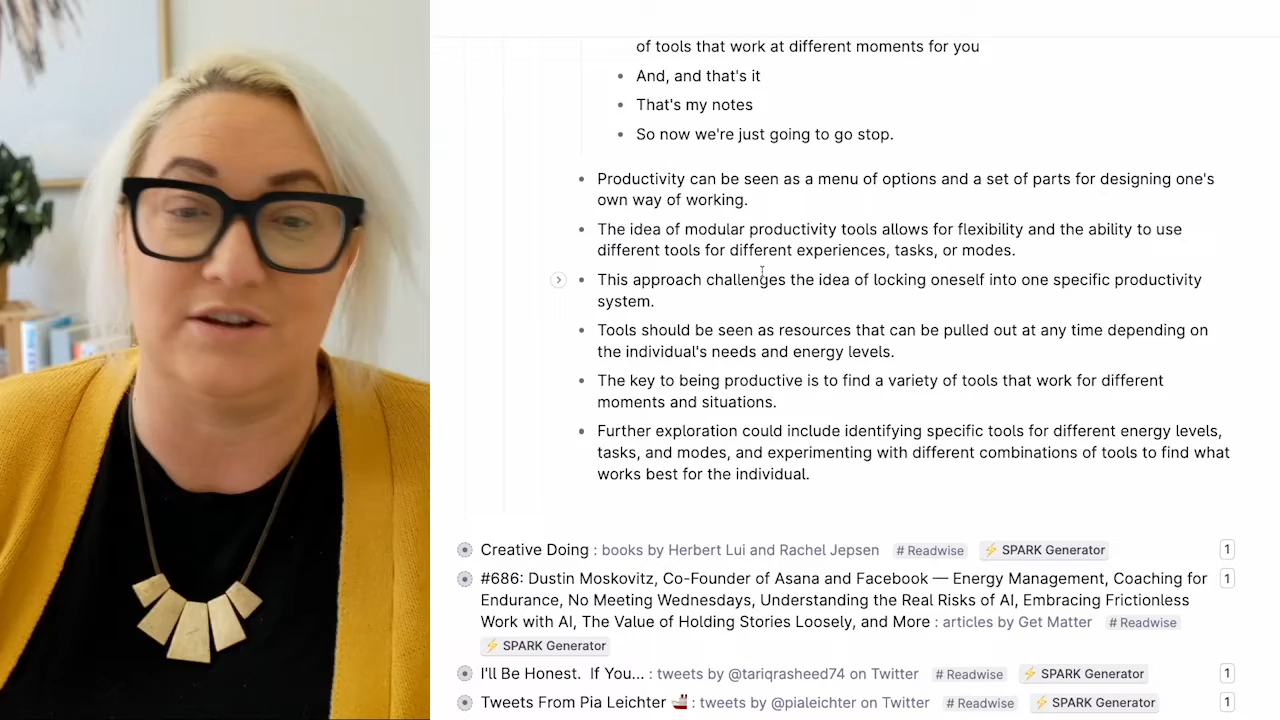 of tools that work at different moments for you
And, and that's it
That's my notes
So now we're just going to go stop.
Productivity can be seen as a menu of options and a set of parts for designing one's
own way of working.
The idea of modular productivity tools allows for flexibility and the ability to use
different tools for different experiences, tasks, or modes.
This approach challenges the idea of locking oneself into one specific productivity
system.
Tools should be seen as resources that can be pulled out at any time depending on
the individual's needs and energy levels.
The key to being productive is to find a variety of tools that work for different
moments and situations.
Further exploration could include identifying specific tools for different energy levels,
tasks, and modes, and experimenting with different combinations of tools to find what
works best for the individual.
Creative Doing : books by Herbert Lui and Rachel Jepsen # Readwise ⚡ SPARK Generator 1
#686: Dustin Moskovitz, Co-Founder of Asana and Facebook — Energy Management, Coaching for 1
Endurance, No Meeting Wednesdays, Understanding the Real Risks of AI, Embracing Frictionless
Work with AI, The Value of Holding Stories Loosely, and More : articles by Get Matter # Readwise
⚡ SPARK Generator
I'll Be Honest. If You... : tweets by @tariqrasheed74 on Twitter # Readwise ⚡ SPARK Generator 1
Tweets From Pia Leichter 🚢 : tweets by @pialeichter on Twitter # Readwise ⚡ SPARK Generator 1